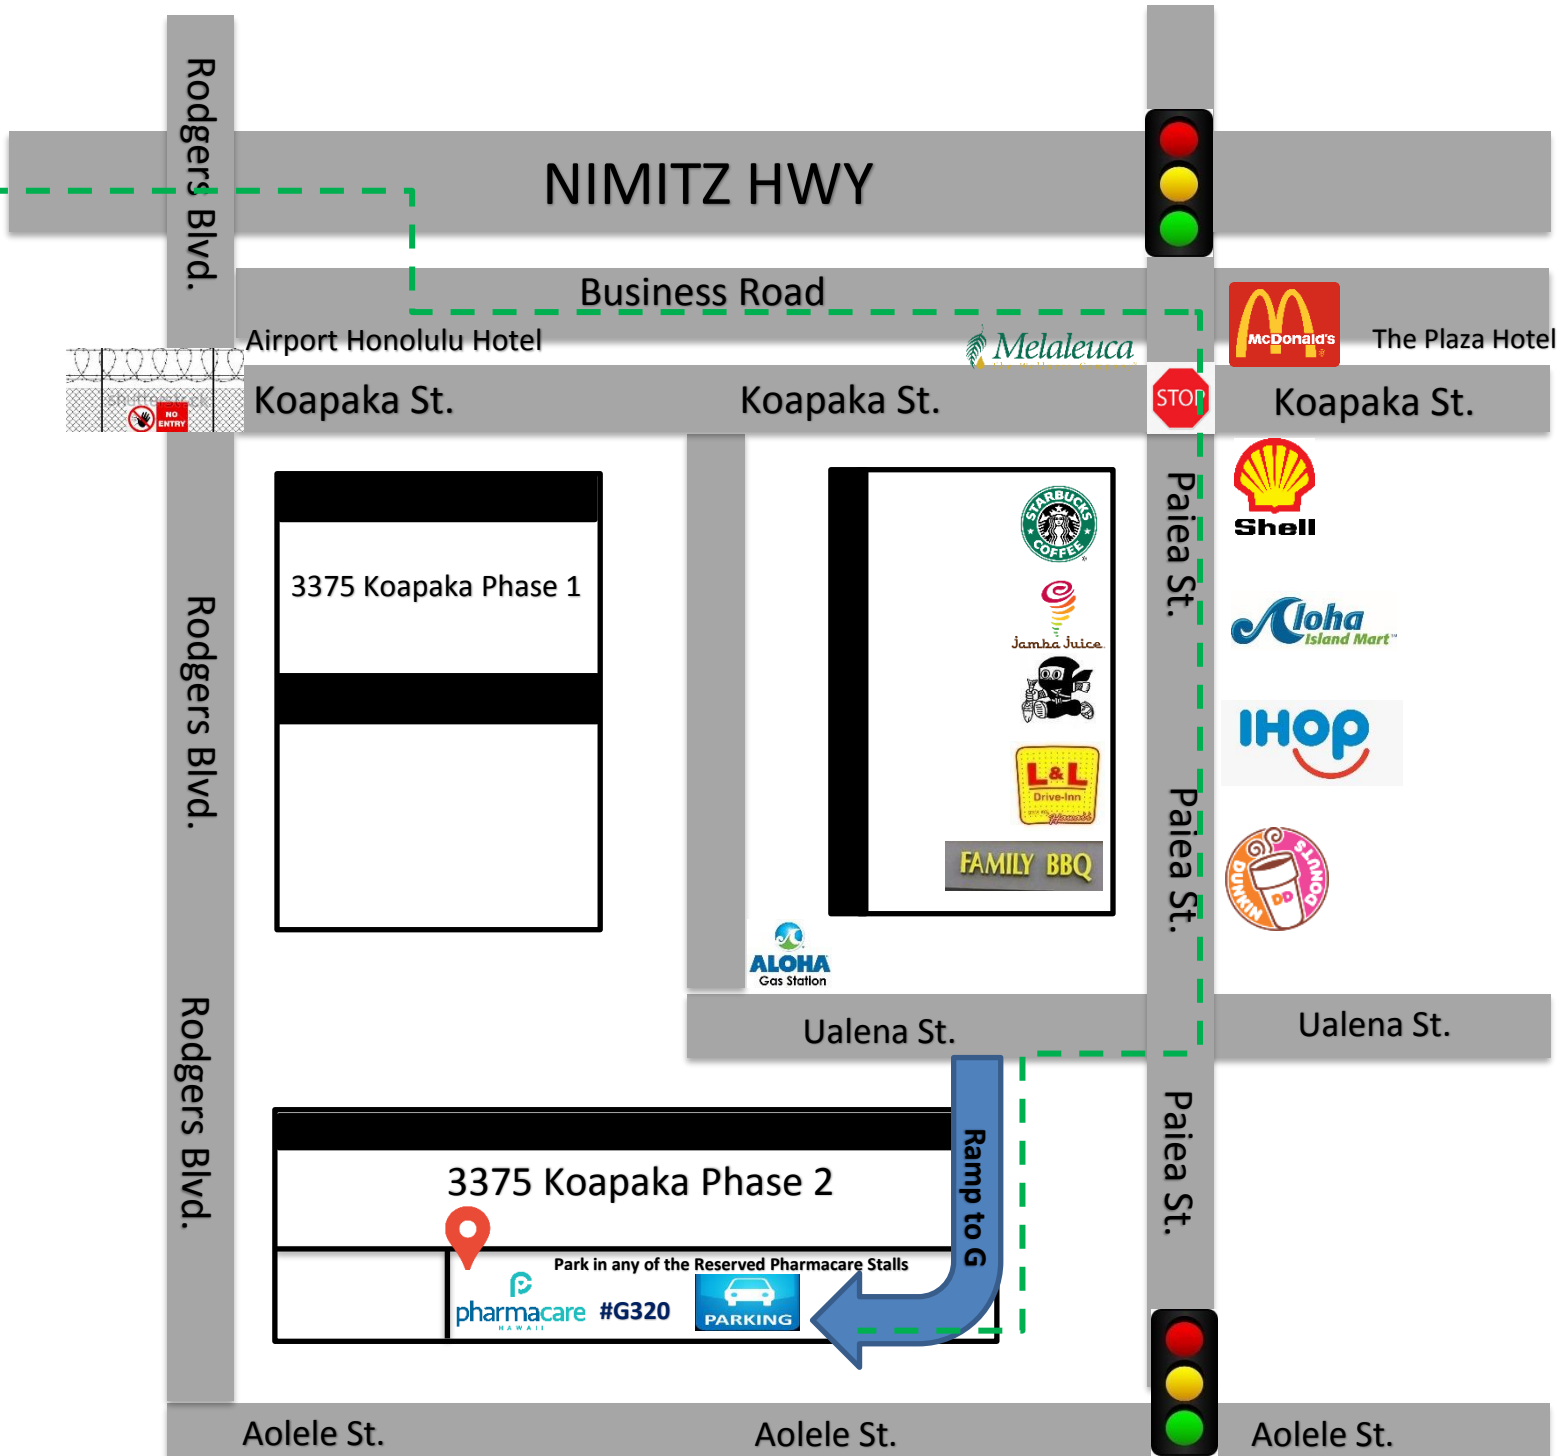 Rodgers Blvd.
NIMITZ HWY
Business Road
Airport Honolulu Hotel
Melaleuca
McDonald's
The Plaza Hotel
NO
ENTRY
Koapaka St.
Koapaka St.
STOP
Koapaka St.
Shell
Paiea St.
STARBUCKS
COFFEE
3375 Koapaka Phase 1
Jamba Juice
Aloha
Island Mart
Rodgers Blvd.
IHOP
L&L
Drive-Inn
Hawaii
Paiea St.
FAMILY BBQ
DUNKIN'
DONUTS
DD
ALOHA
Gas Station
Ualena St.
Ualena St.
Rodgers Blvd.
Paiea St.
Ramp to G
3375 Koapaka Phase 2
Park in any of the Reserved Pharmacare Stalls
pharmacare
HAWAII
#G320
PARKING
Aolele St.
Aolele St.
Aolele St.